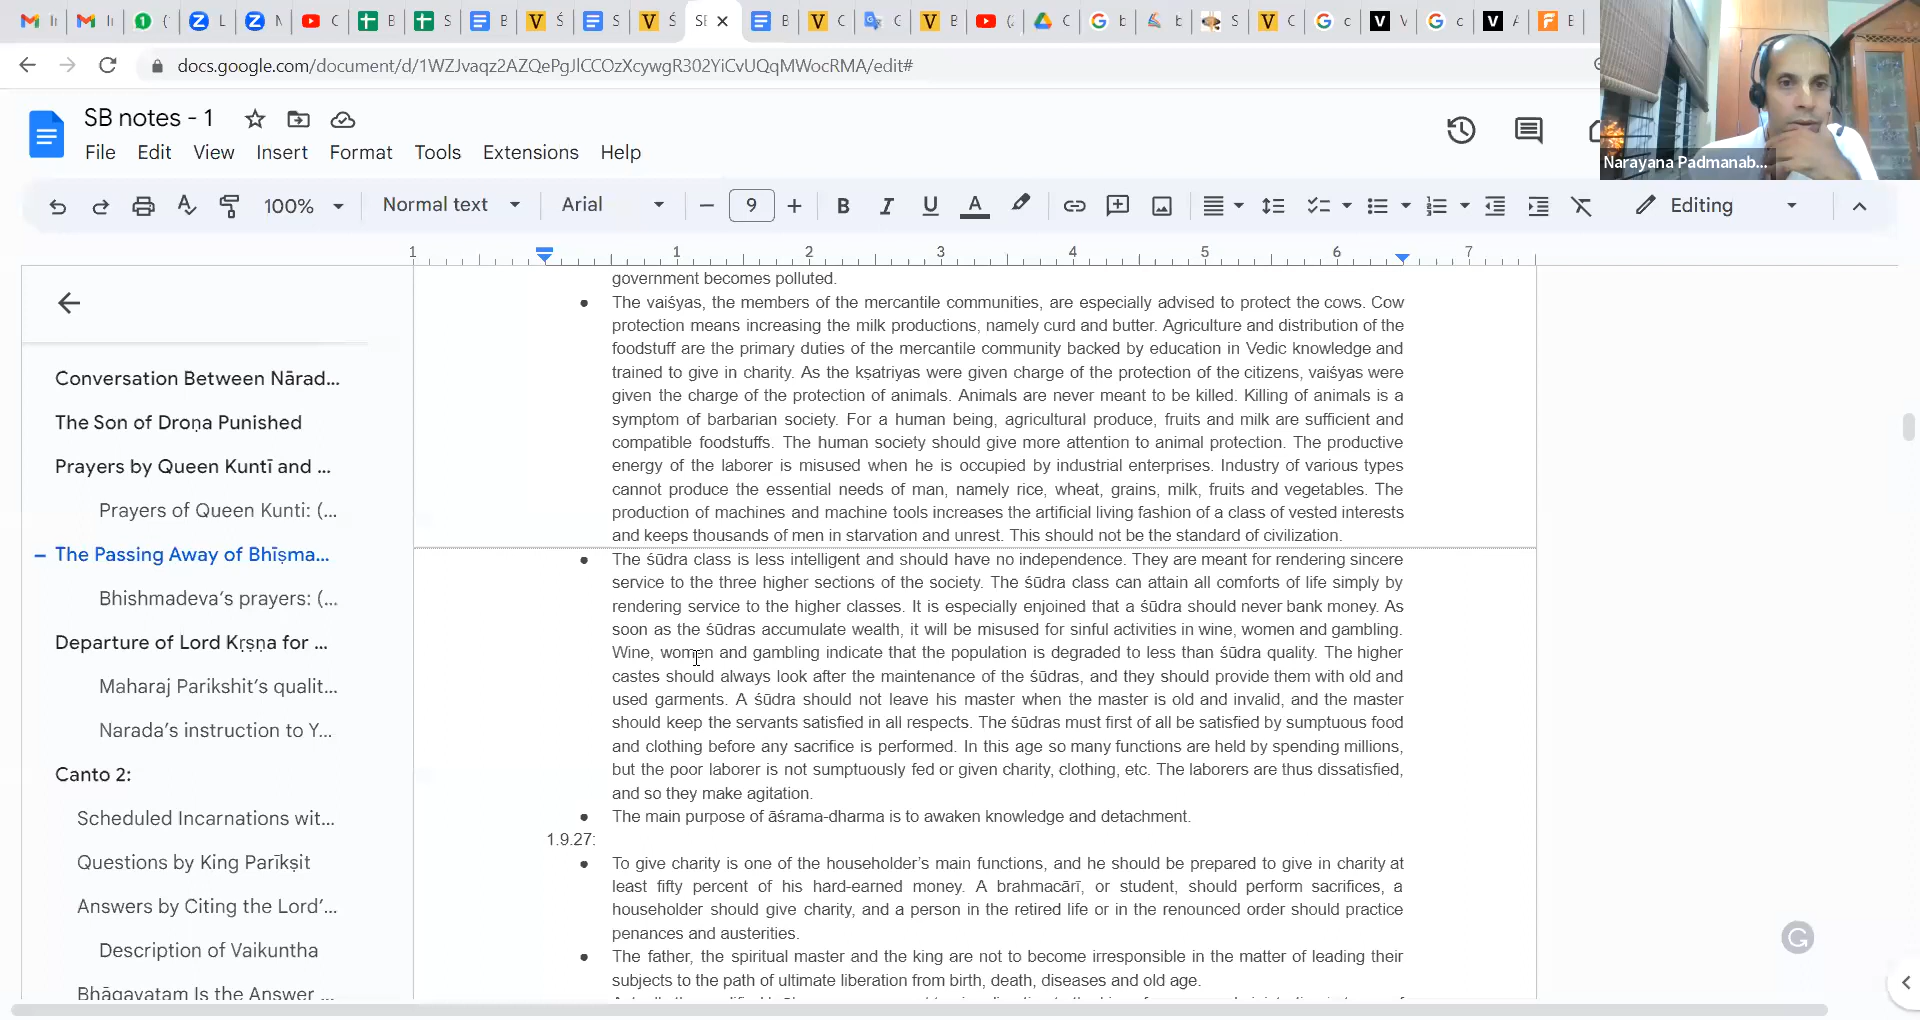 docs.google.com/document/d/1WZJvaqz2AZQePgJlCCOzXcywgR302YiCvUQqMWocRMA/edit#
SB notes - 1
File Edit View Insert Format Tools Extensions Help
Narayana Padmanab...
100% Normal text Arial 9 Editing
1 1 2 3 4 5 6 7
Conversation Between Nārad...
The Son of Droṇa Punished
Prayers by Queen Kuntī and ...
Prayers of Queen Kunti: (...
The Passing Away of Bhīṣma...
Bhishmadeva's prayers: (...
Departure of Lord Kṛṣṇa for ...
Maharaj Parikshit's qualit...
Narada's instruction to Y...
Canto 2:
Scheduled Incarnations wit...
Questions by King Parīkṣit
Answers by Citing the Lord'...
Description of Vaikuntha
Bhāgavatam Is the Answer ...
government becomes polluted.
● The vaiśyas, the members of the mercantile communities, are especially advised to protect the cows. Cow
protection means increasing the milk productions, namely curd and butter. Agriculture and distribution of the
foodstuff are the primary duties of the mercantile community backed by education in Vedic knowledge and
trained to give in charity. As the kṣatriyas were given charge of the protection of the citizens, vaiśyas were
given the charge of the protection of animals. Animals are never meant to be killed. Killing of animals is a
symptom of barbarian society. For a human being, agricultural produce, fruits and milk are sufficient and
compatible foodstuffs. The human society should give more attention to animal protection. The productive
energy of the laborer is misused when he is occupied by industrial enterprises. Industry of various types
cannot produce the essential needs of man, namely rice, wheat, grains, milk, fruits and vegetables. The
production of machines and machine tools increases the artificial living fashion of a class of vested interests
and keeps thousands of men in starvation and unrest. This should not be the standard of civilization.
● The śūdra class is less intelligent and should have no independence. They are meant for rendering sincere
service to the three higher sections of the society. The śūdra class can attain all comforts of life simply by
rendering service to the higher classes. It is especially enjoined that a śūdra should never bank money. As
soon as the śūdras accumulate wealth, it will be misused for sinful activities in wine, women and gambling.
Wine, women and gambling indicate that the population is degraded to less than śūdra quality. The higher
castes should always look after the maintenance of the śūdras, and they should provide them with old and
used garments. A śūdra should not leave his master when the master is old and invalid, and the master
should keep the servants satisfied in all respects. The śūdras must first of all be satisfied by sumptuous food
and clothing before any sacrifice is performed. In this age so many functions are held by spending millions,
but the poor laborer is not sumptuously fed or given charity, clothing, etc. The laborers are thus dissatisfied,
and so they make agitation.
● The main purpose of āśrama-dharma is to awaken knowledge and detachment.
1.9.27:
● To give charity is one of the householder's main functions, and he should be prepared to give in charity at
least fifty percent of his hard-earned money. A brahmacārī, or student, should perform sacrifices, a
householder should give charity, and a person in the retired life or in the renounced order should practice
penances and austerities.
● The father, the spiritual master and the king are not to become irresponsible in the matter of leading their
subjects to the path of ultimate liberation from birth, death, diseases and old age.